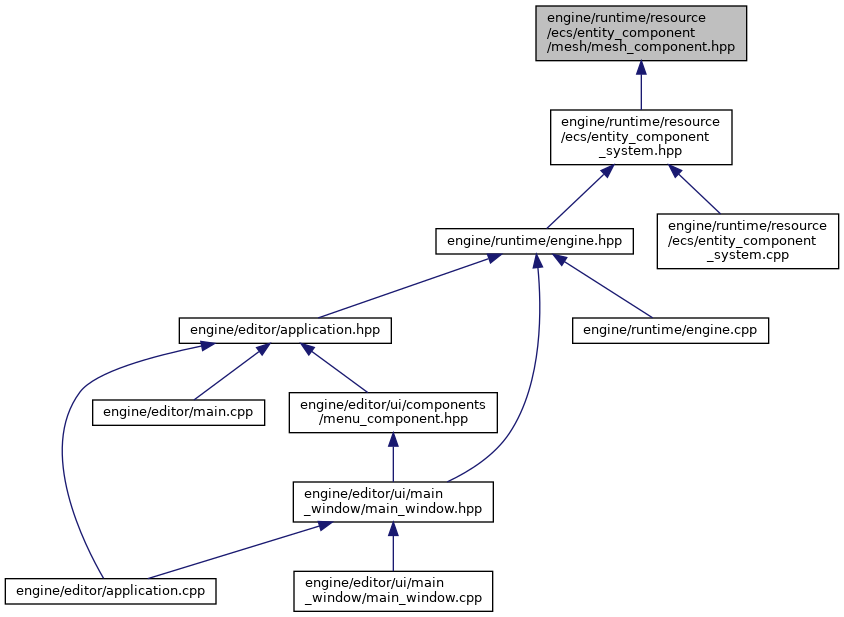 engine/runtime/resource
/ecs/entity_component
/mesh/mesh_component.hpp
engine/runtime/resource
/ecs/entity_component
_system.hpp
engine/runtime/engine.hpp
engine/runtime/resource
/ecs/entity_component
_system.cpp
engine/editor/application.hpp
engine/runtime/engine.cpp
engine/editor/main.cpp
engine/editor/ui/components
/menu_component.hpp
engine/editor/ui/main
_window/main_window.hpp
engine/editor/application.cpp
engine/editor/ui/main
_window/main_window.cpp